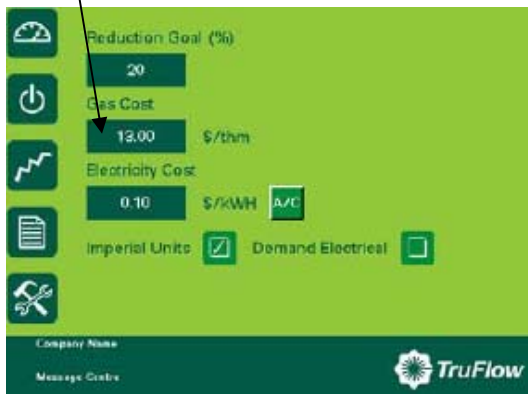 Reduction Goal (%)
20
Gas Cost
13.00 $/thm
Electricity Cost
0.10 $/kWH A/C
Imperial Units Demand Electrical
Company Name
Message Centre
TruFlow